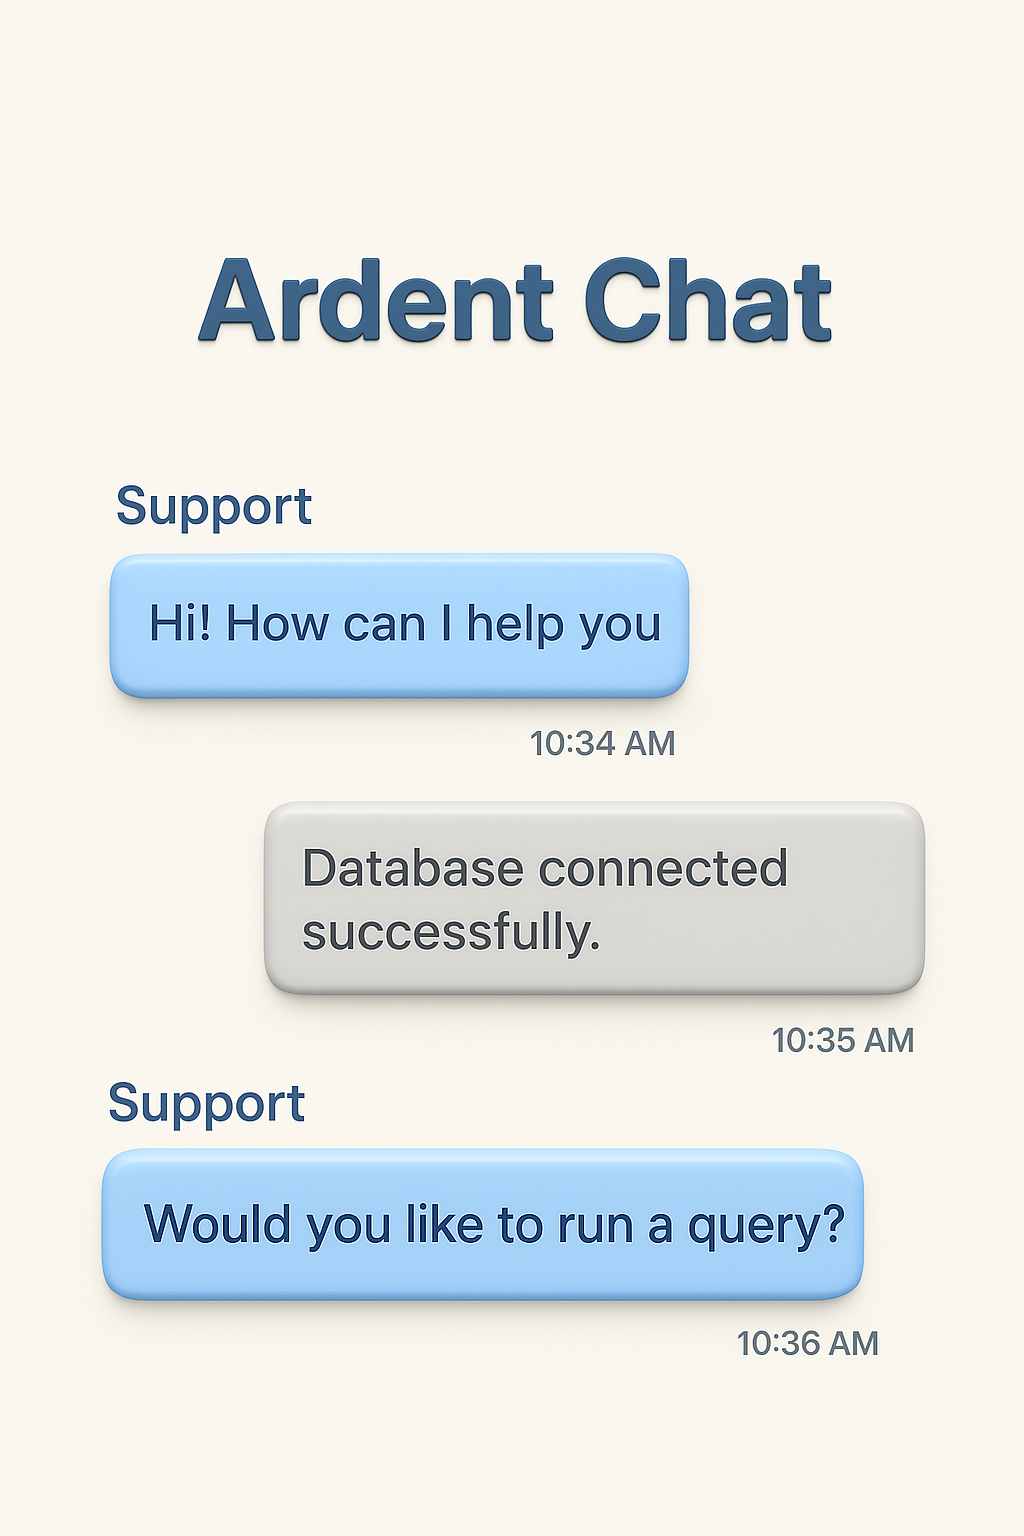 Ardent Chat
Support
Hi! How can I help you
10:34 AM
Database connected
successfully.
10:35 AM
Support
Would you like to run a query?
10:36 AM